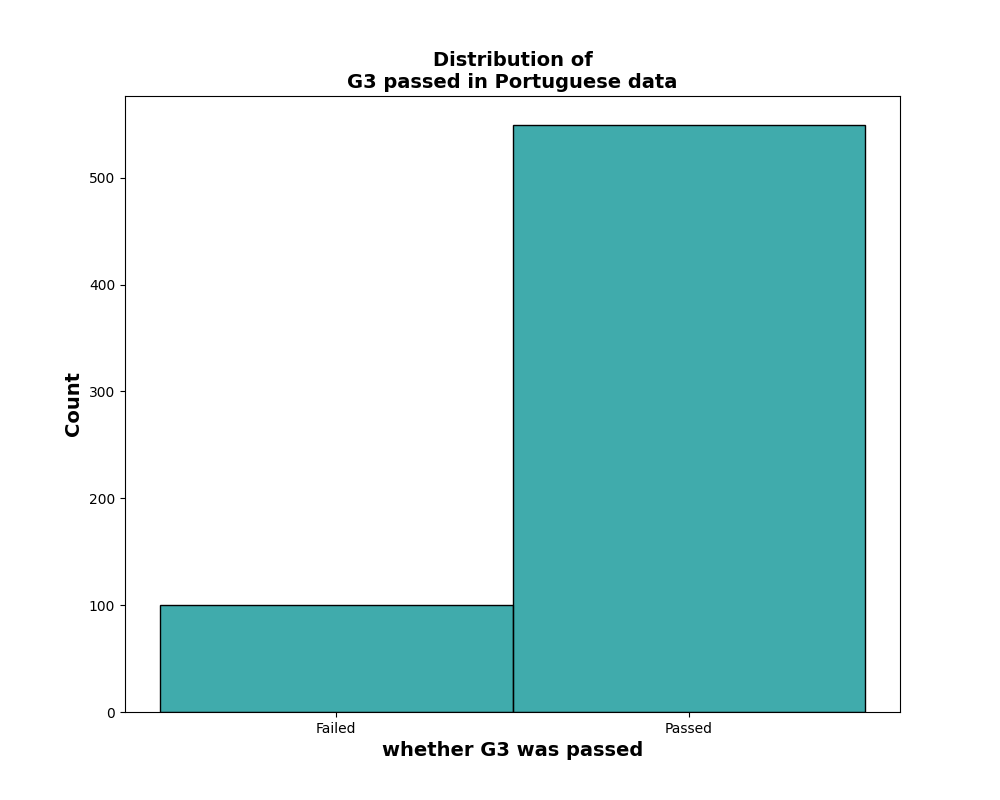 Distribution of
G3 passed in Portuguese data
Count
500
400
300
200
100
0
Failed Passed
whether G3 was passed